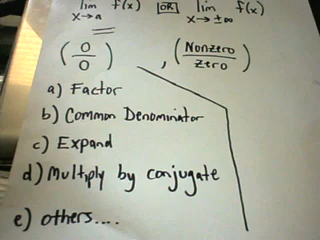 lim f(x) [OR] lim f(x)
x→a x→±∞
(0/0) , (Nonzero/Zero)
a) Factor
b) Common Denominator
c) Expand
d) Multiply by conjugate
e) others....